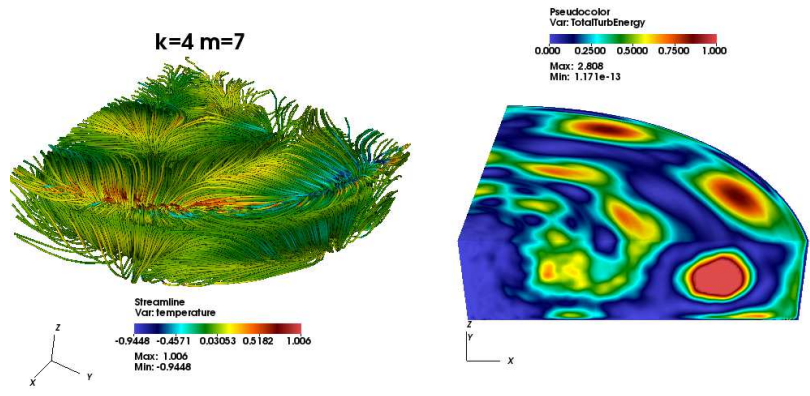 k=4 m=7
Streamline
Var: temperature
-0.9448 -0.4571 0.03053 0.5182 1.006
Max: 1.006
Min: -0.9448
Z
X
Y
Pseudocolor
Var: TotalTurbEnergy
0.000 0.2500 0.5000 0.7500 1.000
Max: 2.808
Min: 1.171e-13
Z
Y
X